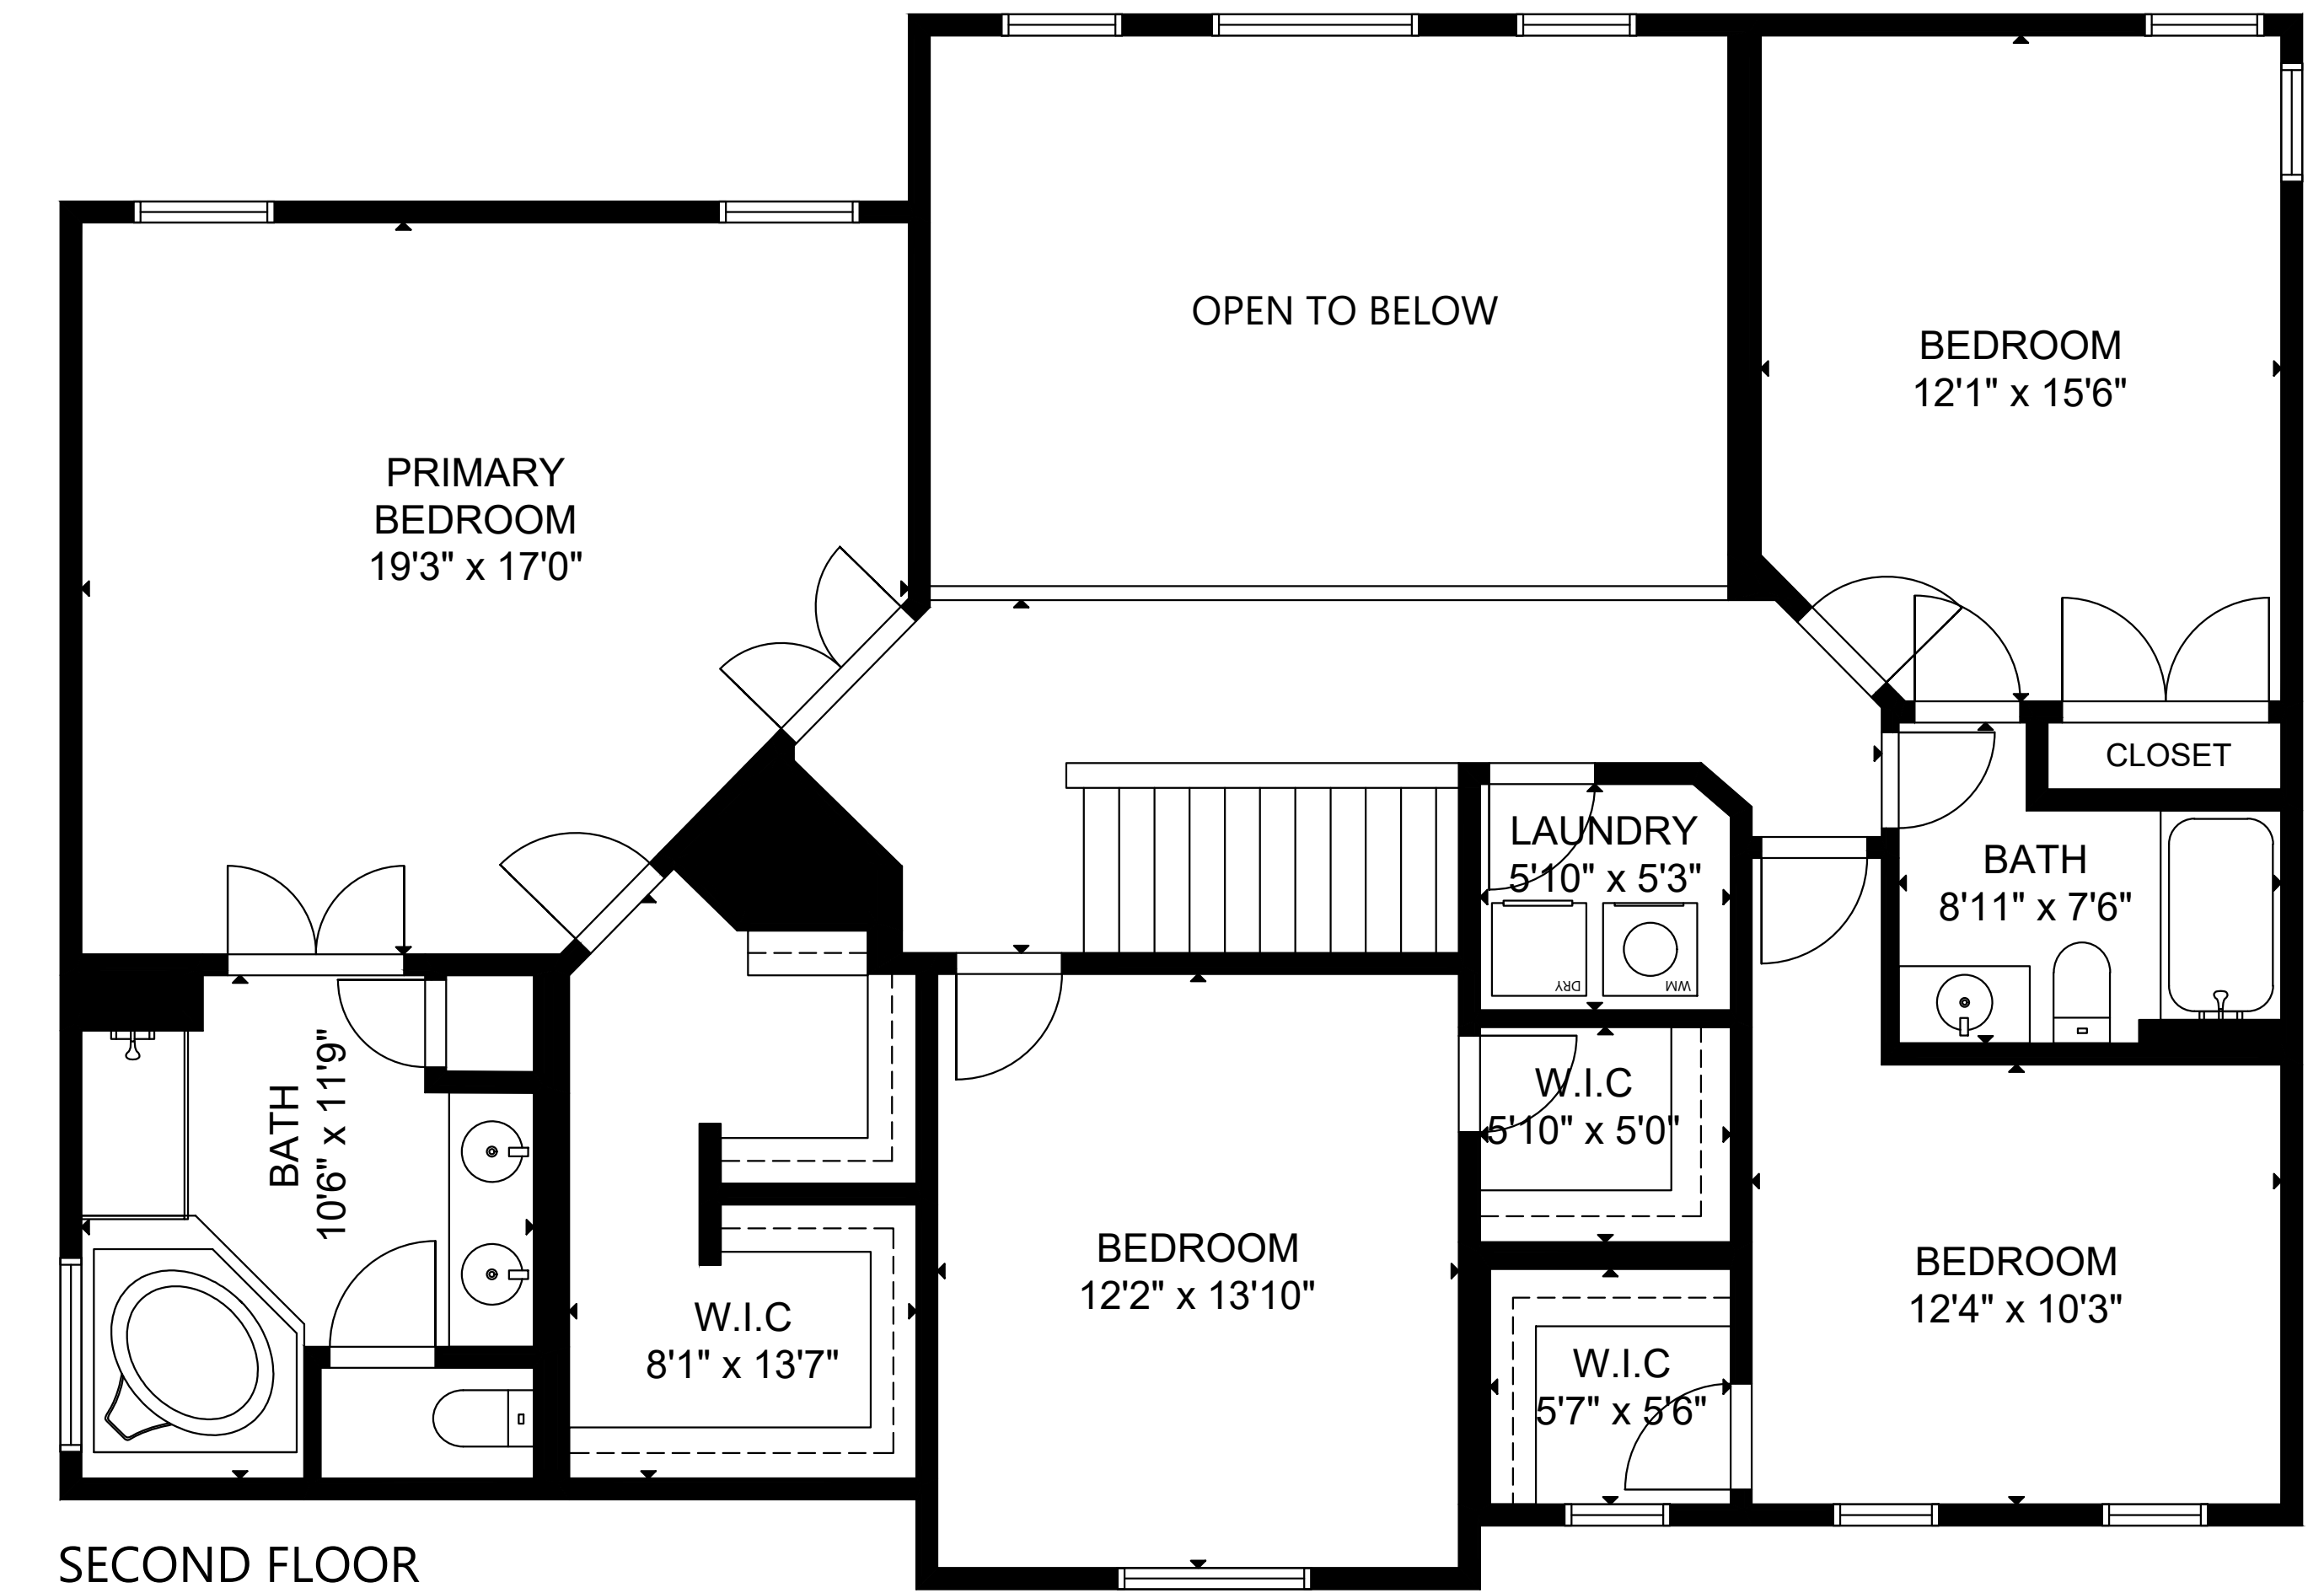 OPEN TO BELOW
BEDROOM
12'1" x 15'6"
PRIMARY
BEDROOM
19'3" x 17'0"
CLOSET
LAUNDRY
5'10" x 5'3"
DRY
WM
BATH
8'11" x 7'6"
BATH
10'6" x 11'9"
W.I.C
5'10" x 5'0"
BEDROOM
12'2" x 13'10"
BEDROOM
12'4" x 10'3"
W.I.C
8'1" x 13'7"
W.I.C
5'7" x 5'6"
SECOND FLOOR